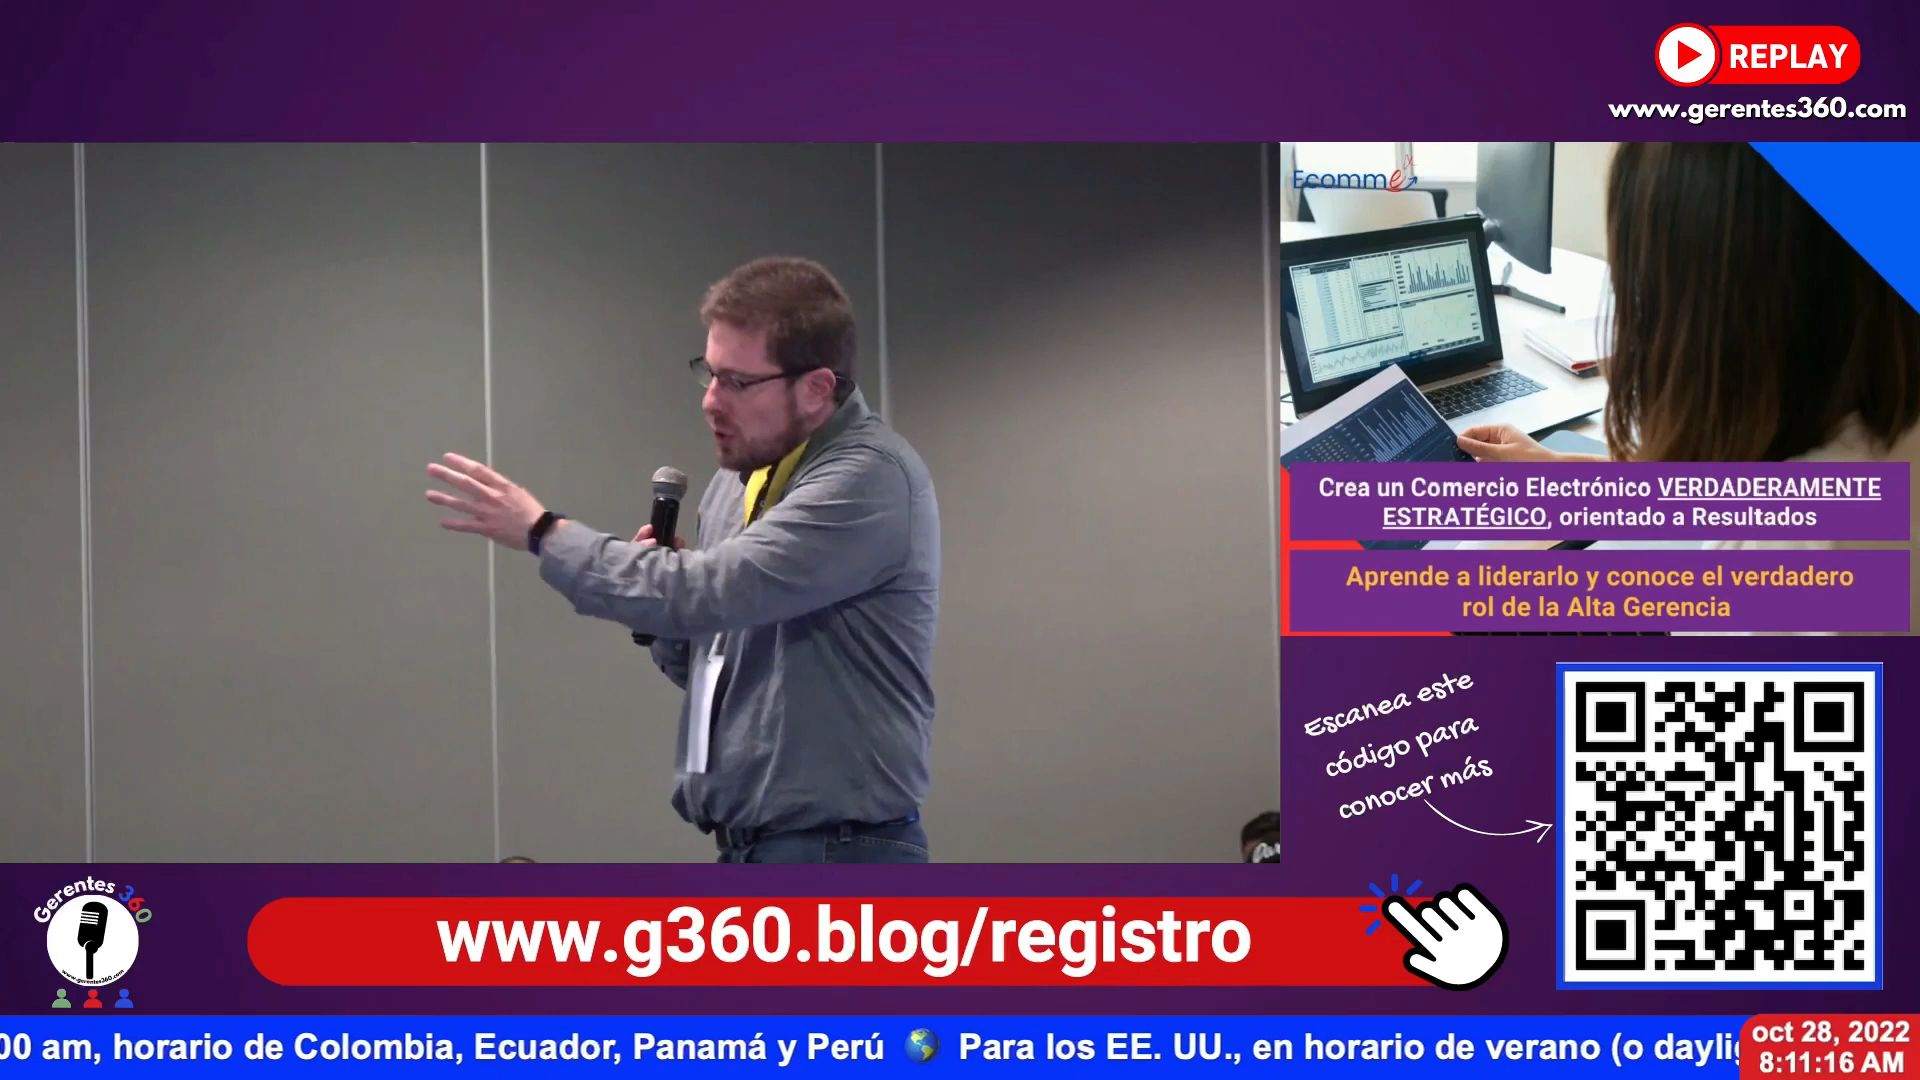 REPLAY
www.gerentes360.com
Ecomm
Crea un Comercio Electrónico VERDADERAMENTE
ESTRATÉGICO, orientado a Resultados
Aprende a liderarlo y conoce el verdadero
rol de la Alta Gerencia
Escanea este
código para
conocer más
Gerentes 360
www.gerentes360.com
www.g360.blog/registro
00 am, horario de Colombia, Ecuador, Panamá y Perú 🌎 Para los EE. UU., en horario de verano (o dayli
oct 28, 2022
8:11:16 AM